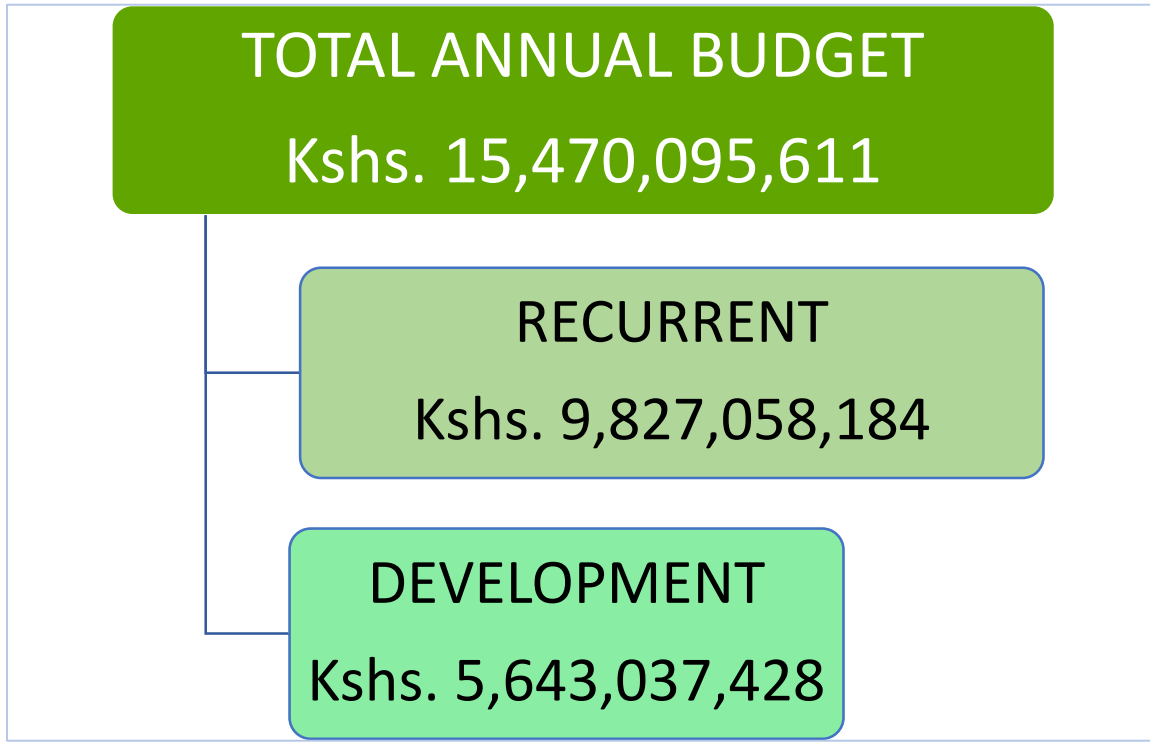 TOTAL ANNUAL BUDGET
Kshs. 15,470,095,611
RECURRENT
Kshs. 9,827,058,184
DEVELOPMENT
Kshs. 5,643,037,428